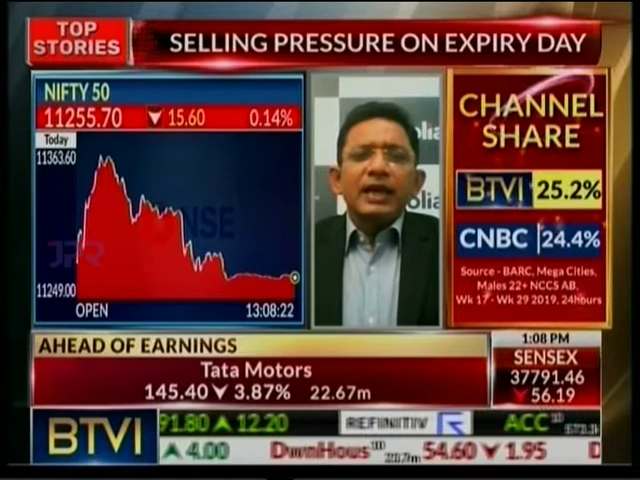 TOP STORIES
SELLING PRESSURE ON EXPIRY DAY
NIFTY 50
11255.70 ▼ 15.60 0.14%
Today
11363.60
NSE
11249.00
OPEN 13:08:22
CHANNEL
SHARE
BTVI 25.2%
CNBC 24.4%
Source - BARC, Mega Cities,
Males 22+ NCCS AB,
Wk 17 - Wk 29 2019, 24hours
AHEAD OF EARNINGS
Tata Motors
145.40 ▼ 3.87% 22.67m
1:08 PM
SENSEX
37791.46
▼ 56.19
BTVI
91.80 ▲ 12.20 REFINITIV ACC
▲ 4.00 DwnHous 54.60 ▼ 1.95 D